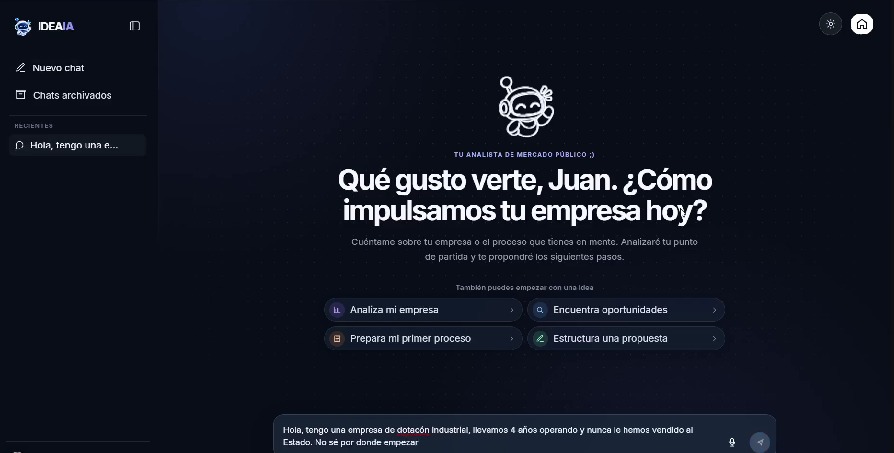 IDEAIA
Nuevo chat
Chats archivados
RECIENTES
Hola, tengo una e...
TU ANALISTA DE MERCADO PÚBLICO ;)
Qué gusto verte, Juan. ¿Cómo
impulsamos tu empresa hoy?
Cuéntame sobre tu empresa o el proceso que tienes en mente. Analizaré tu punto
de partida y te propondré los siguientes pasos.
También puedes empezar con una idea
Analiza mi empresa
Encuentra oportunidades
Prepara mi primer proceso
Estructura una propuesta
Hola, tengo una empresa de dotacón industrial, llevamos 4 años operando y nunca le hemos vendido al
Estado. No sé por donde empezar